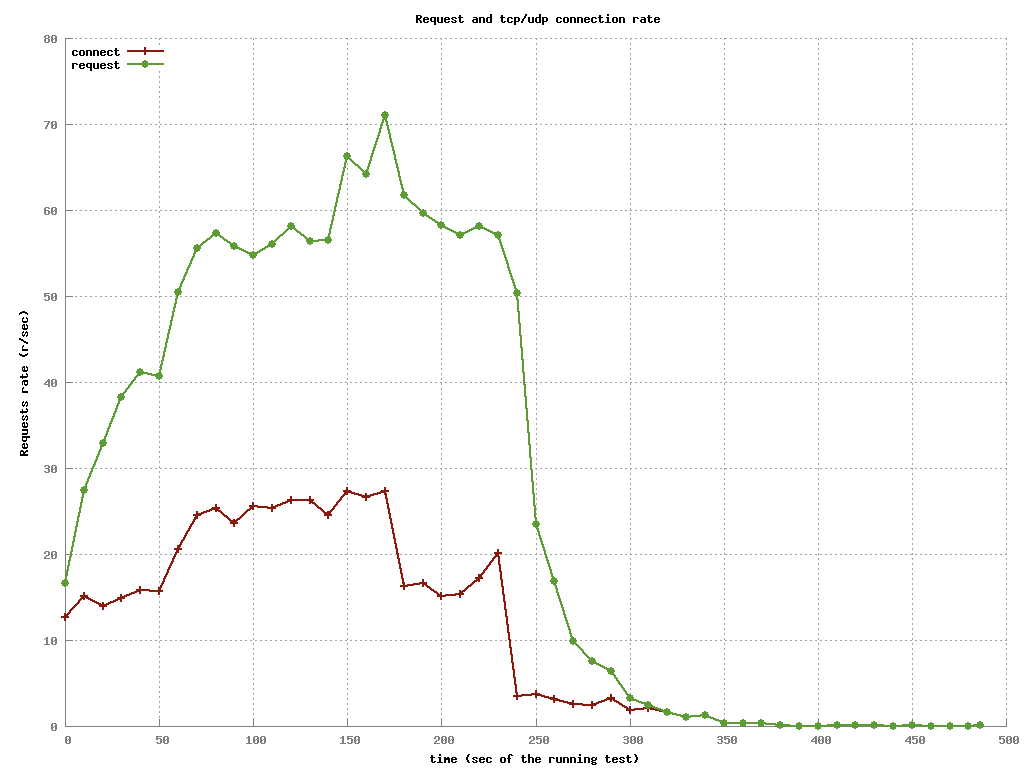 Request and tcp/udp connection rate
80
connect
request
70
60
50
40
30
20
10
0
Requests rate (r/sec)
0 50 100 150 200 250 300 350 400 450 500
time (sec of the running test)